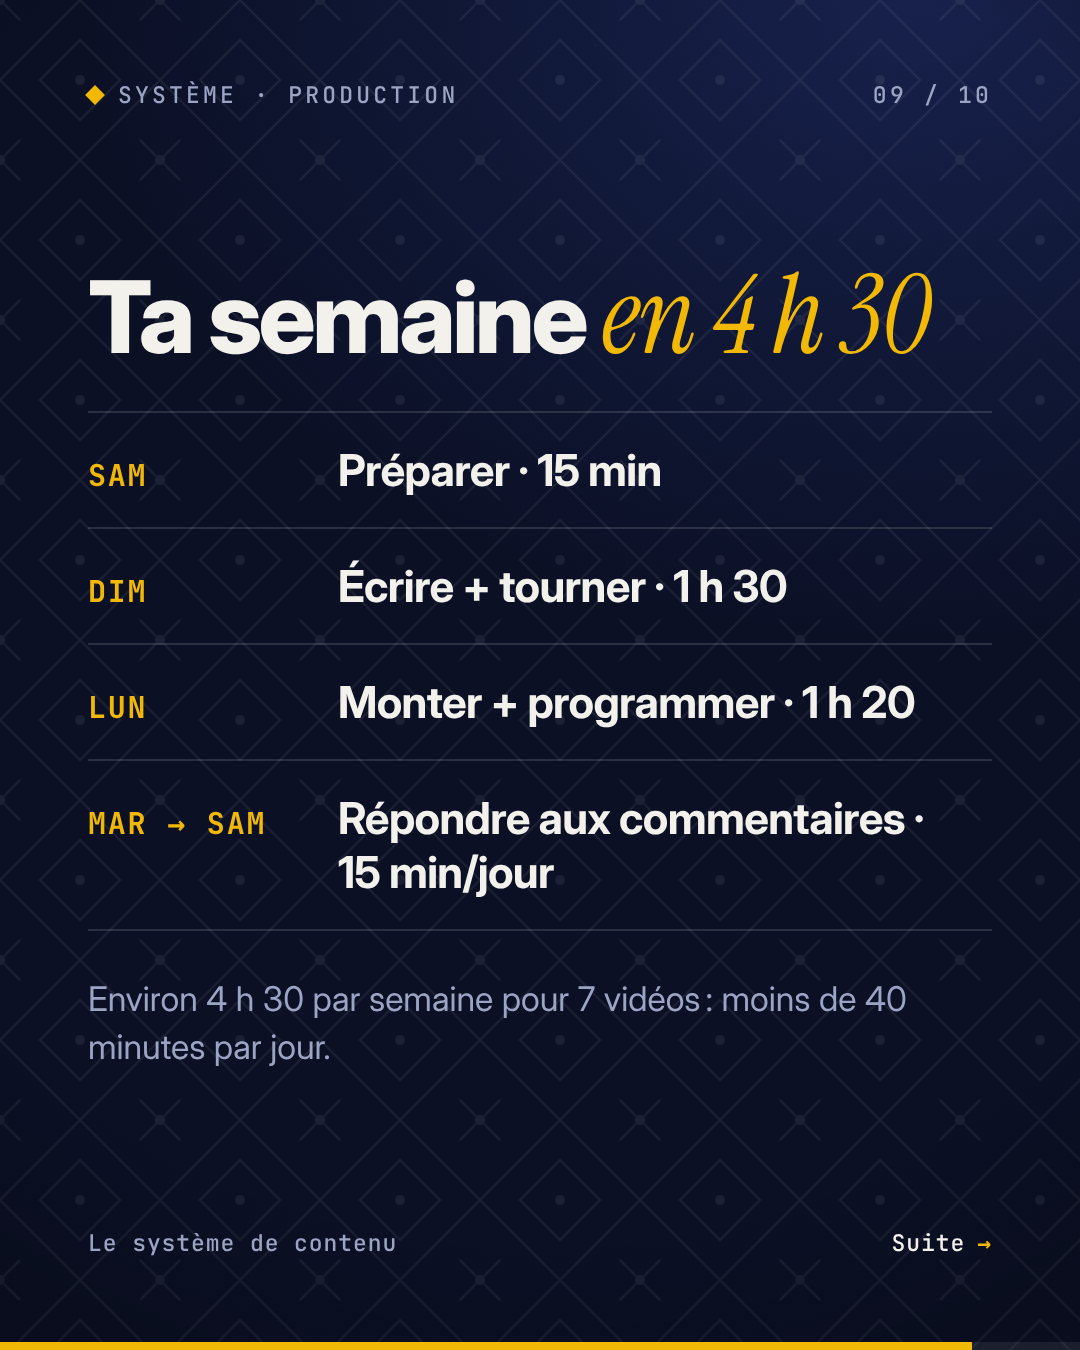 SYSTÈME · PRODUCTION
09 / 10
Ta semaine en 4 h 30
SAM
Préparer · 15 min
DIM
Écrire + tourner · 1 h 30
LUN
Monter + programmer · 1 h 20
MAR → SAM
Répondre aux commentaires ·
15 min/jour
Environ 4 h 30 par semaine pour 7 vidéos : moins de 40
minutes par jour.
Le système de contenu
Suite →